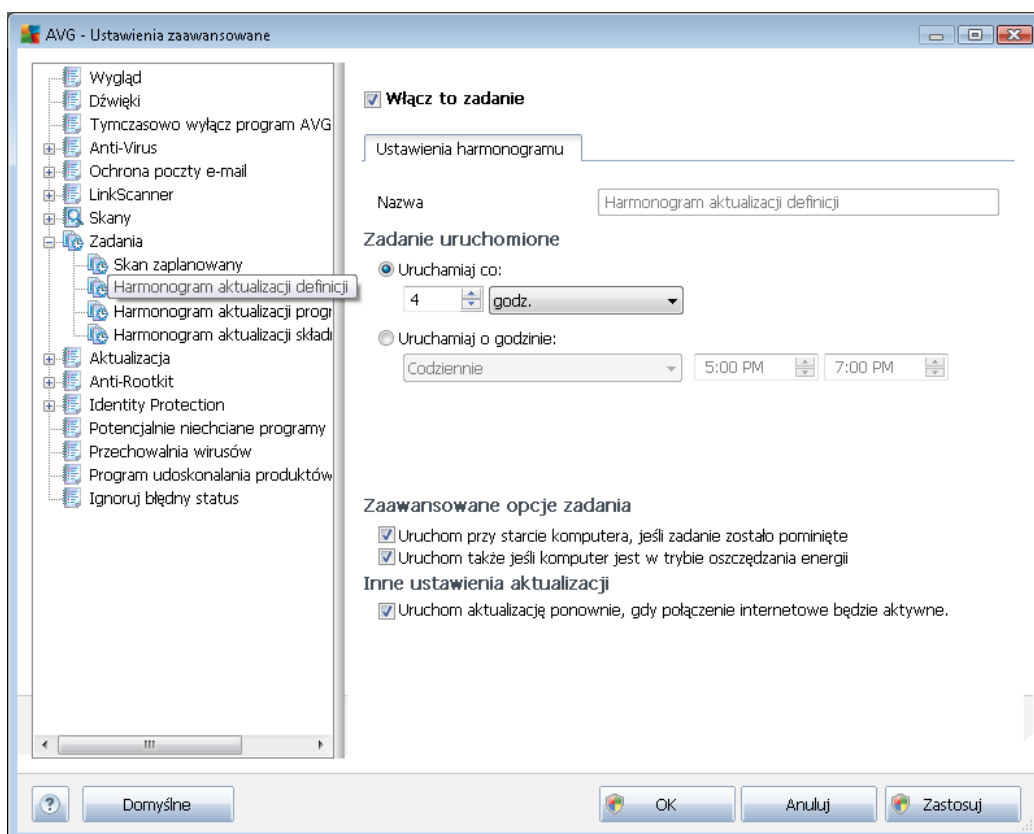 AVG - Ustawienia zaawansowane
Wygląd
Dźwięki
Tymczasowo wyłącz program AVG
Anti-Virus
Ochrona poczty e-mail
LinkScanner
Skany
Zadania
Skan zaplanowany
Harmonogram aktualizacji definicji
Harmonogram aktualizacji progr
Harmonogram aktualizacji składr
Aktualizacja
Anti-Rootkit
Identity Protection
Potencjalnie niechciane programy
Przechowalnia wirusów
Program udoskonalania produktów
Ignoruj błędny status
Włącz to zadanie
Ustawienia harmonogramu
Nazwa Harmonogram aktualizacji definicji
Zadanie uruchomione
Uruchamiaj co:
4 godz.
Uruchamiaj o godzinie:
Codziennie 5:00 PM 7:00 PM
Zaawansowane opcje zadania
Uruchom przy starcie komputera, jeśli zadanie zostało pominięte
Uruchom także jeśli komputer jest w trybie oszczędzania energii
Inne ustawienia aktualizacji
Uruchom aktualizację ponownie, gdy połączenie internetowe będzie aktywne.
? Domyślne OK Anuluj Zastosuj